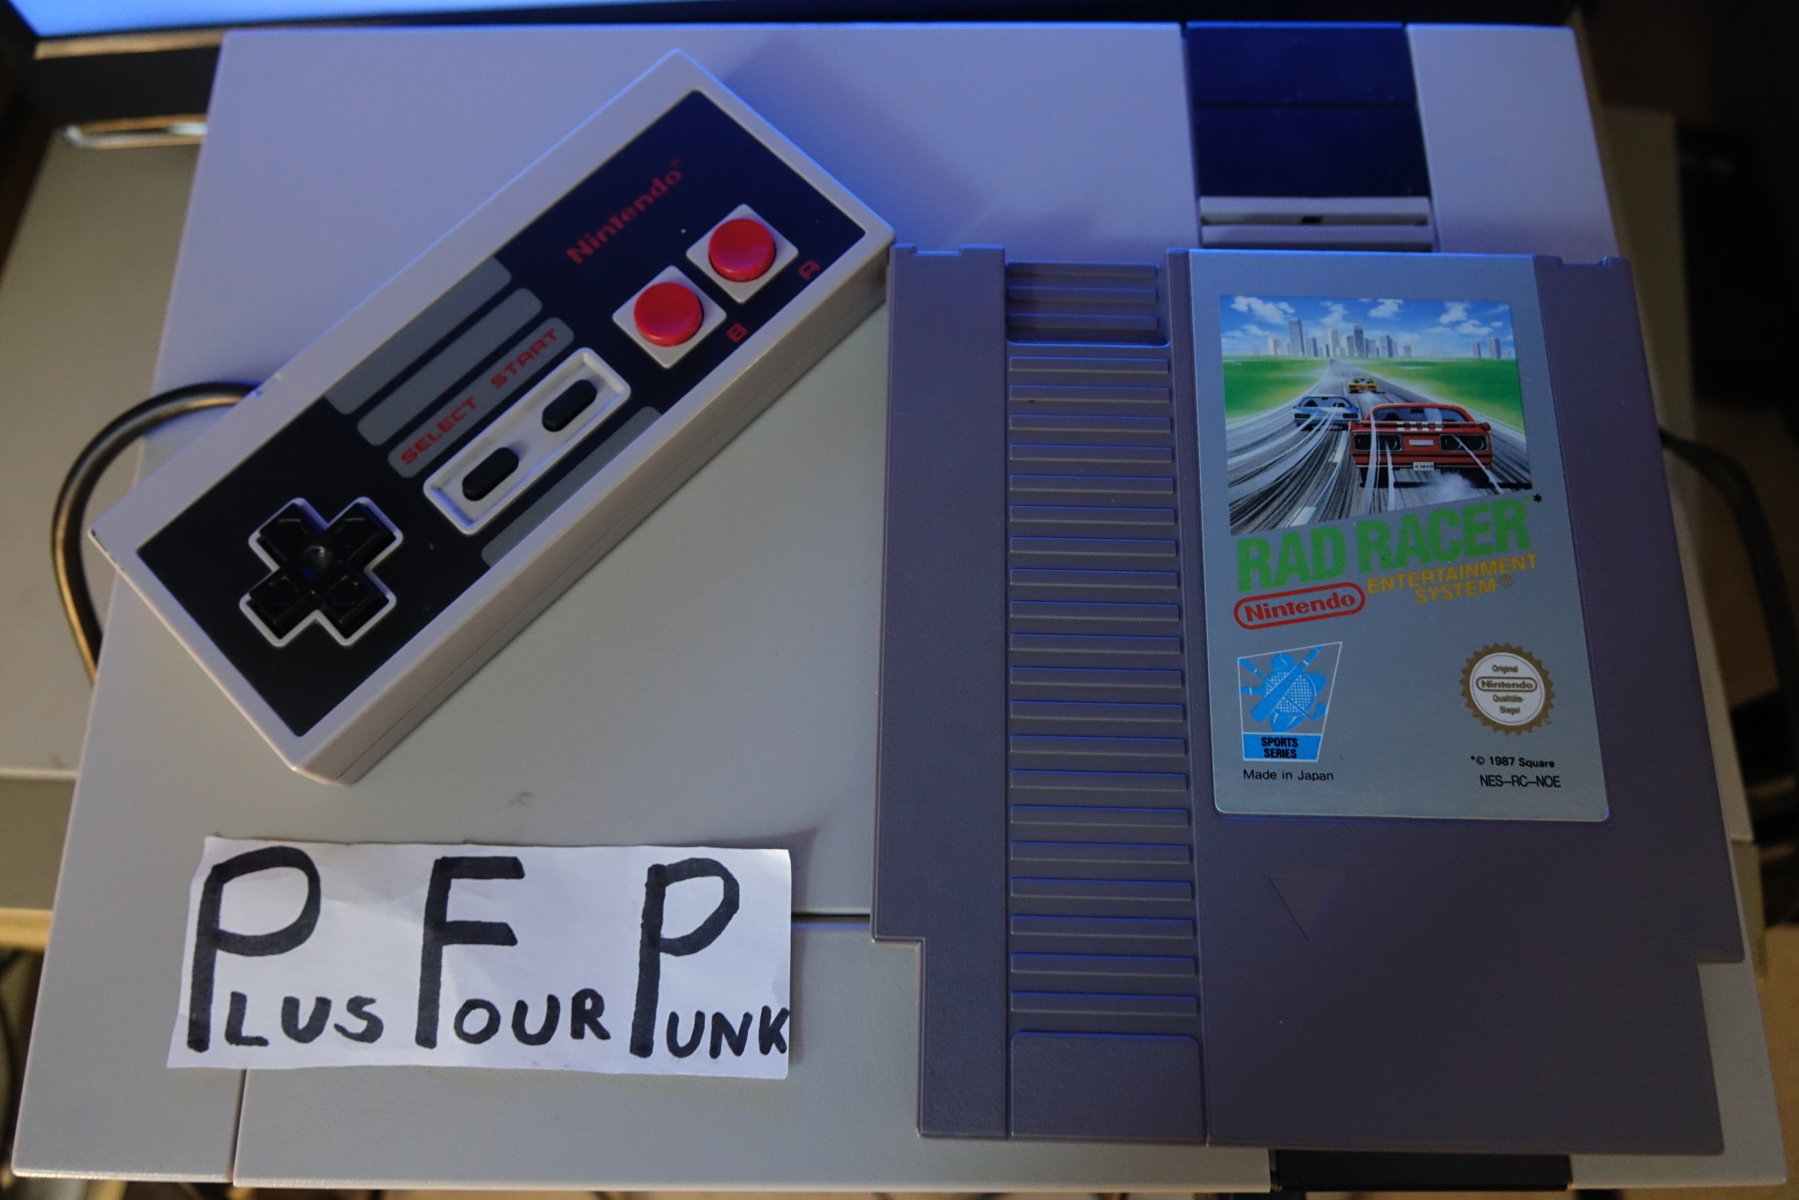 Nintendo®
SELECT START
B
A
RAD RACER*
Nintendo
ENTERTAINMENT
SYSTEM®
SPORTS
SERIES
Original
Nintendo
Qualitäts-
Siegel
Made in Japan
*© 1987 Square
NES-RC-NOE
PFP
PLUS FOUR PUNK